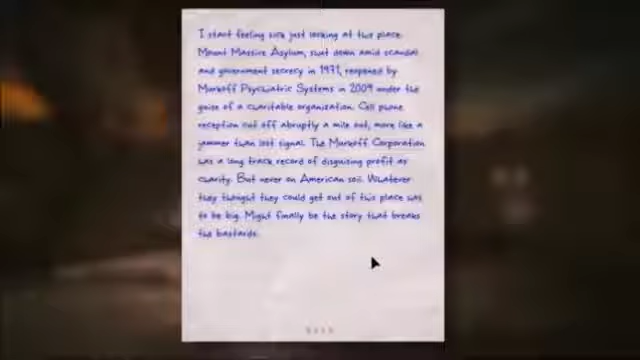 I start feeling sick just looking at this place.
Mount Massive Asylum, shut down amid scandal
and government secrecy in 1971, reopened by
Murkoff Psychiatric Systems in 2009 under the
guise of a charitable organization. Cell phone
reception cut off abruptly a mile out, more like a
jammer than lost signal. The Murkoff Corporation
has a long track record of disguising profit as
charity. But never on American soil. Whatever
they thought they could get out of this place was
to be big. Might finally be the story that breaks
the bastards.